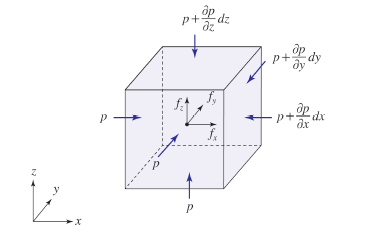 p+∂p/∂z dz
p+∂p/∂y dy
f_z
f_y
p
p+∂p/∂x dx
f_x
p
z
y
p
x